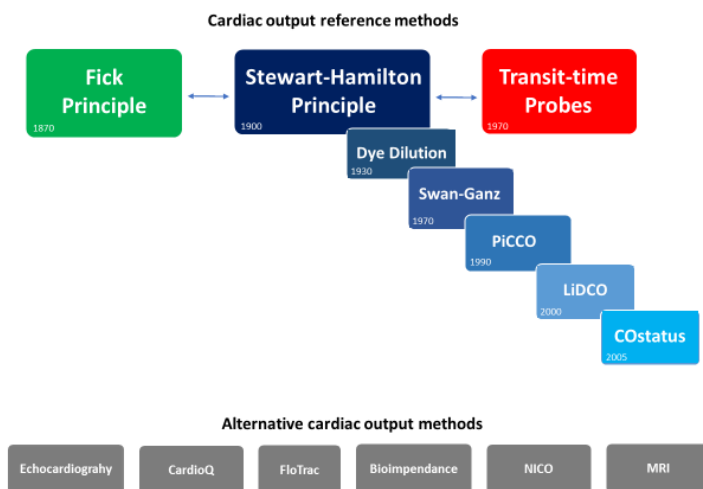 Cardiac output reference methods
Fick
Principle
1870
Stewart-Hamilton
Principle
1900
Transit-time
Probes
1970
Dye Dilution
1930
Swan-Ganz
1970
PiCCO
1990
LiDCO
2000
COstatus
2005
Alternative cardiac output methods
Echocardiograhy
CardioQ
FloTrac
Bioimpendance
NICO
MRI